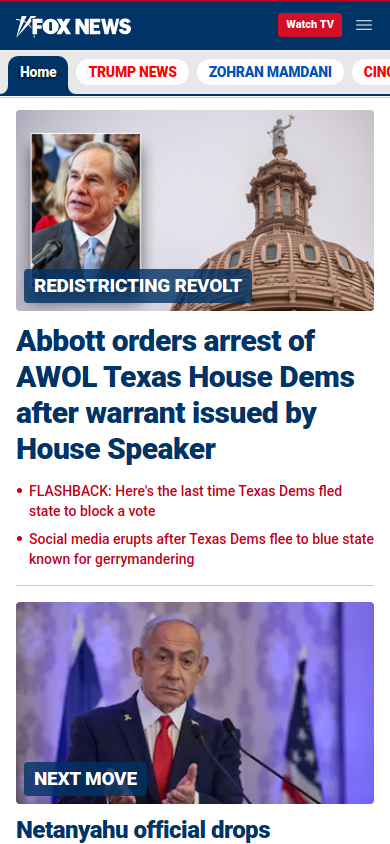 FOX NEWS
Watch TV
Home
TRUMP NEWS
ZOHRAN MAMDANI
REDISTRICTING REVOLT
Abbott orders arrest of
AWOL Texas House Dems
after warrant issued by
House Speaker
• FLASHBACK: Here's the last time Texas Dems fled
state to block a vote
• Social media erupts after Texas Dems flee to blue state
known for gerrymandering
NEXT MOVE
Netanyahu official drops